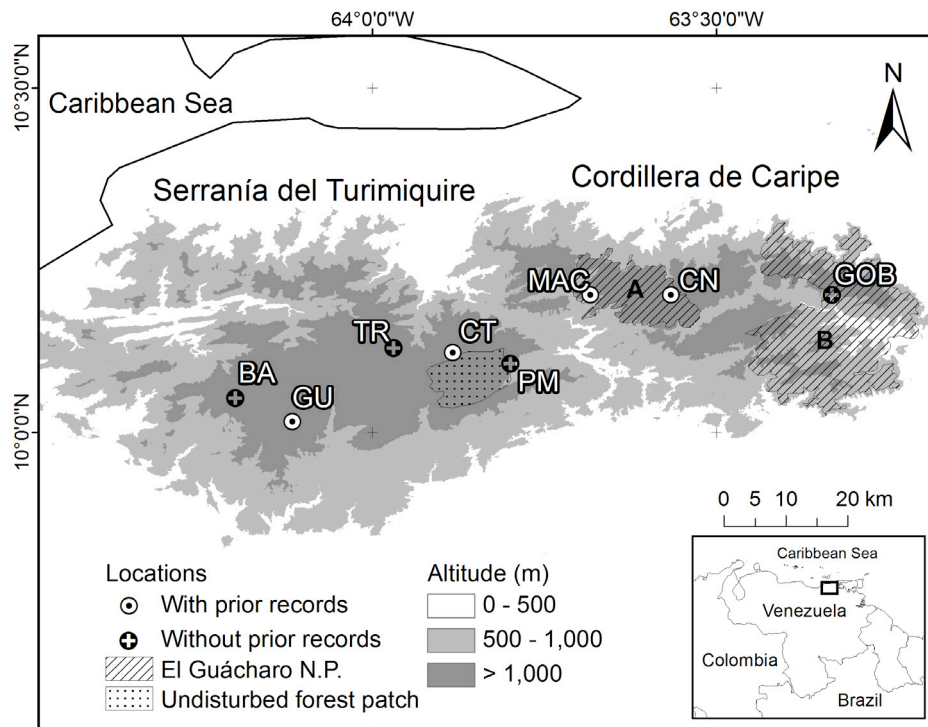 64°0'0"W
63°30'0"W
10°30'0"N
N
Caribbean Sea
Serranía del Turimiquire
Cordillera de Caripe
MAC
A
CN
GOB
TR
CT
B
BA
PM
GU
10°0'0"N
0 5 10 20 km
Locations
With prior records
Without prior records
El Guácharo N.P.
Undisturbed forest patch
Altitude (m)
0 - 500
500 - 1,000
> 1,000
Caribbean Sea
Venezuela
Colombia
Brazil